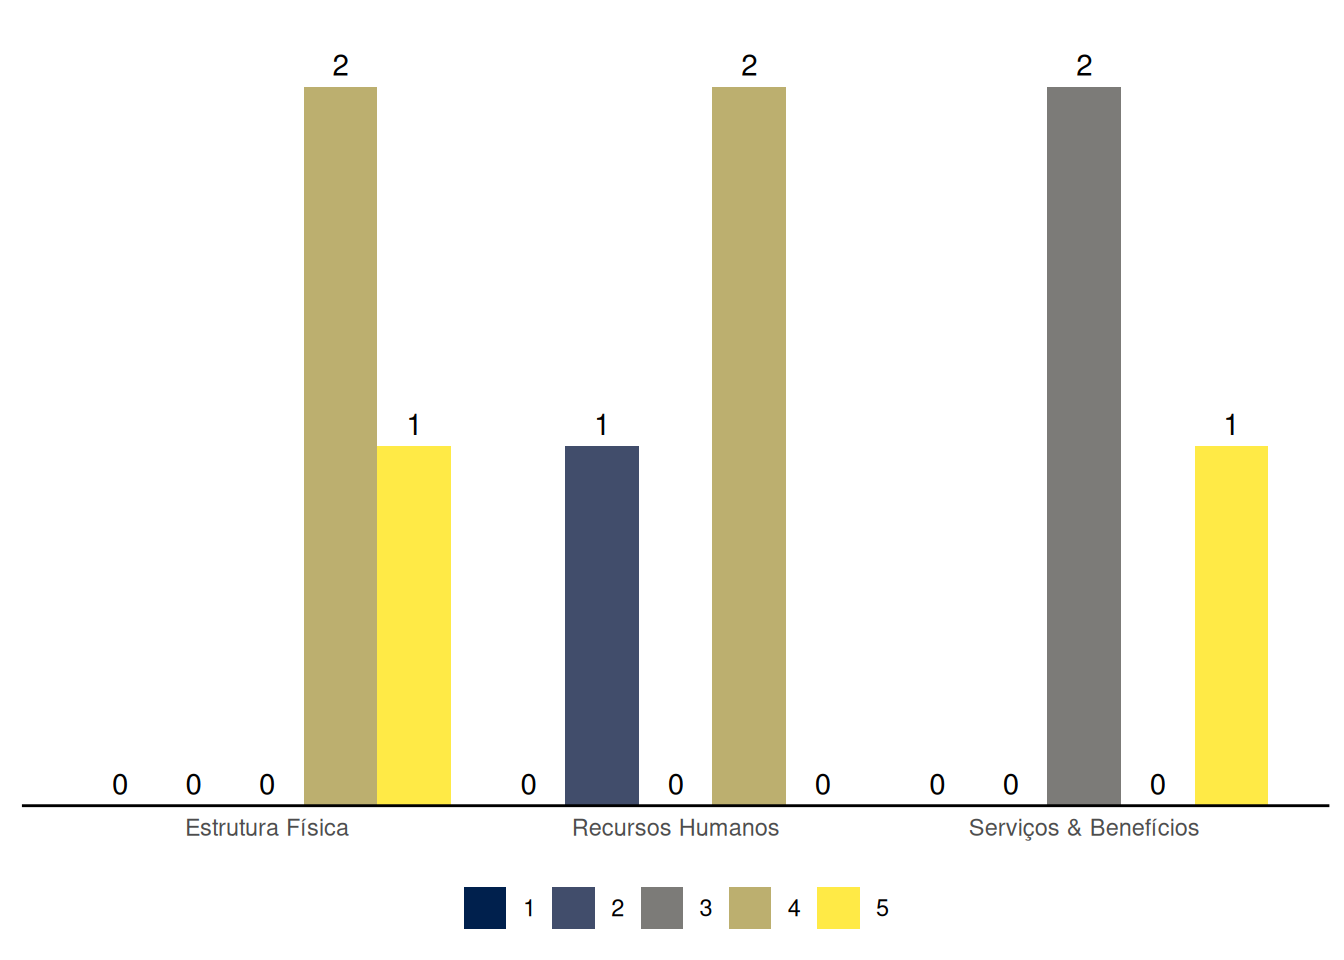 2 2 2
1 1 1
0 0 0 0 0 0 0 0 0
Estrutura Física Recursos Humanos Serviços & Benefícios
1 2 3 4 5